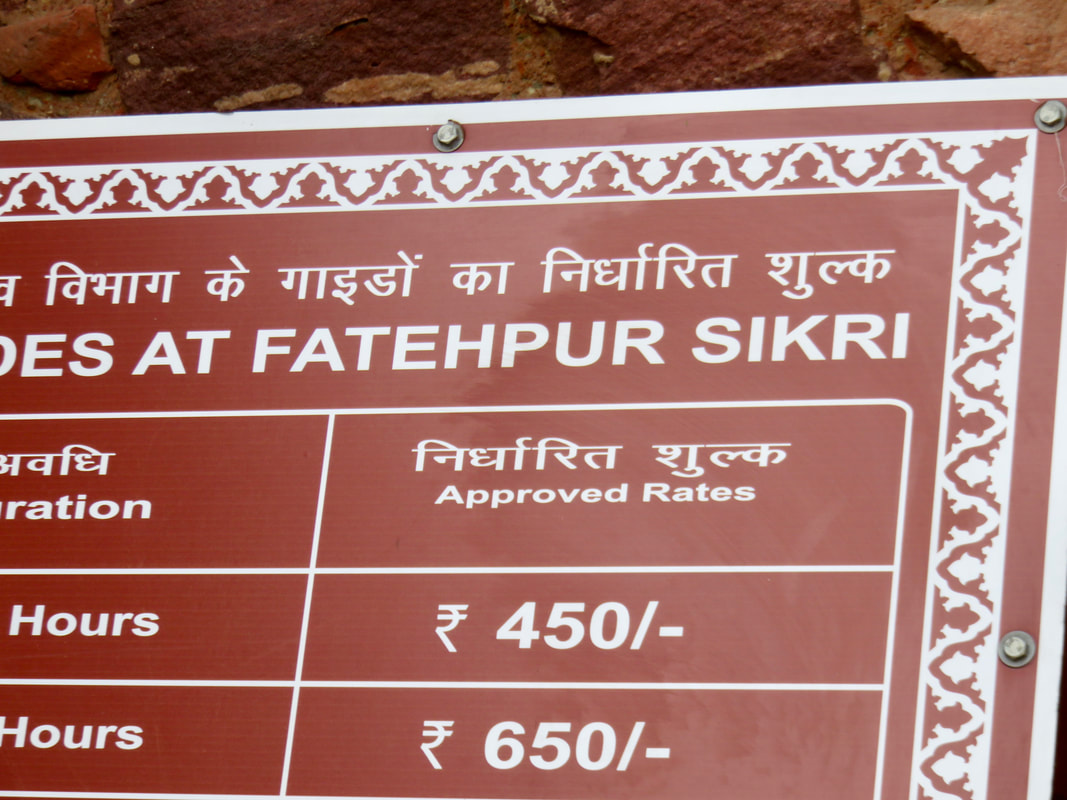 व विभाग के गाइडों का निर्धारित शुल्क
DES AT FATEHPUR SIKRI
अवधि
uration
निर्धारित शुल्क
Approved Rates
Hours
₹ 450/-
Hours
₹ 650/-